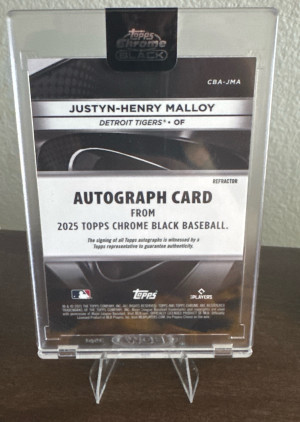 topps
Chrome
BLACK
CBA-JMA
JUSTYN-HENRY MALLOY
DETROIT TIGERS® • OF
REFRACTOR
AUTOGRAPH CARD
FROM
2025 TOPPS CHROME BLACK BASEBALL.
The signing of all Topps autographs is witnessed by a
Topps representative to guarantee authenticity.
topps
PLAYERS